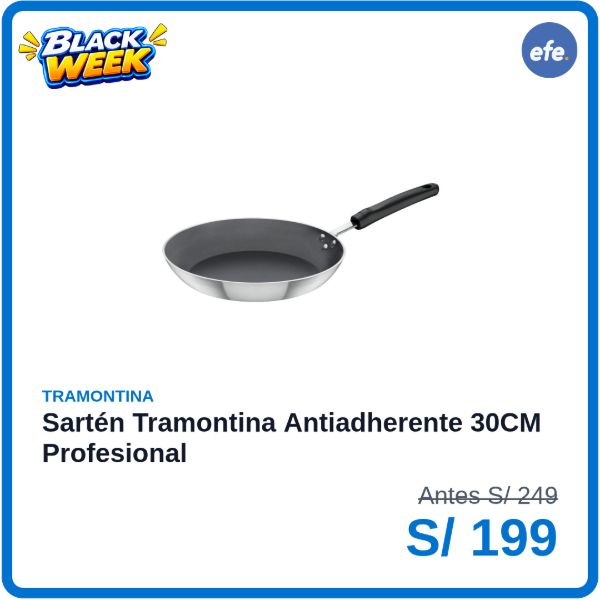 BLACK
WEEK
efe.
TRAMONTINA
Sartén Tramontina Antiadherente 30CM
Profesional
Antes S/ 249
S/ 199